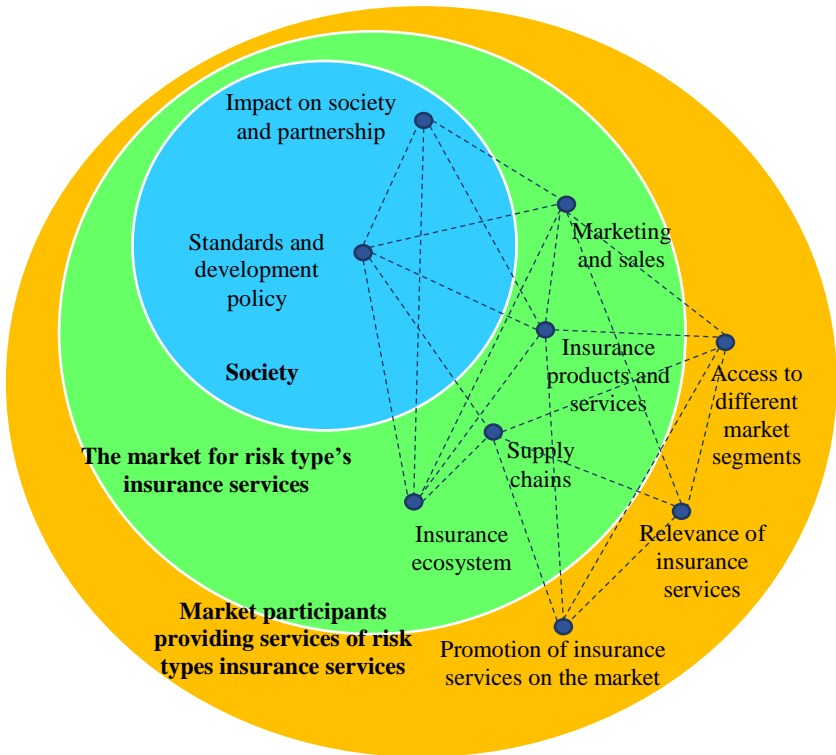 Impact on society
and partnership
Marketing
and sales
Standards and
development
policy
Insurance
products and
services
Society
Access to
different
market
segments
The market for risk type's
insurance services
Supply
chains
Insurance
ecosystem
Relevance of
insurance
services
Market participants
providing services of risk
types insurance services
Promotion of insurance
services on the market